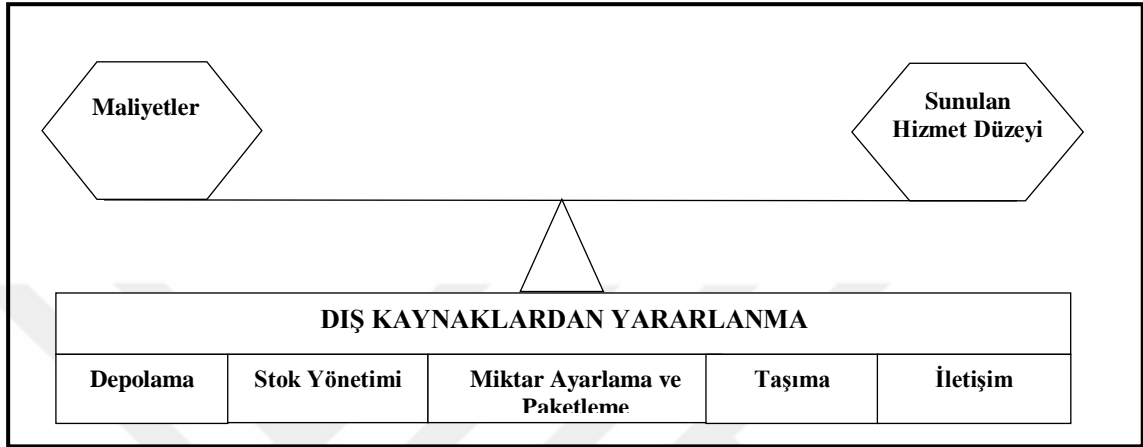 Maliyetler
Sunulan
Hizmet Düzeyi
DIŞ KAYNAKLARDAN YARARLANMA
Depolama
Stok Yönetimi
Miktar Ayarlama ve
Paketleme
Taşıma
İletişim